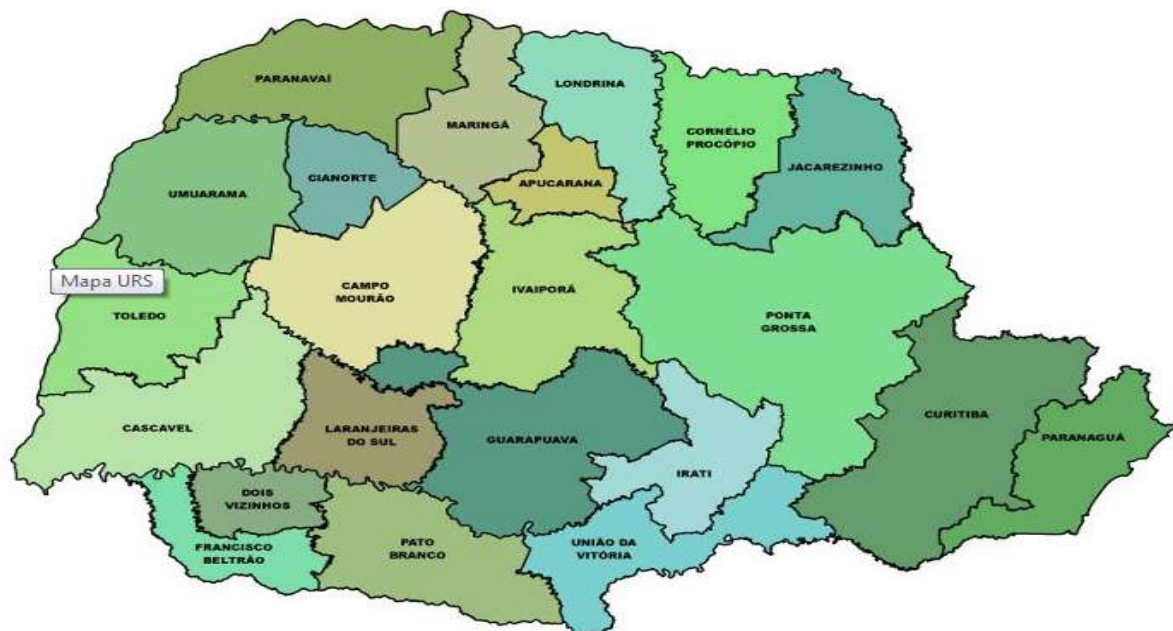 PARANAVAÍ
LONDRINA
MARINGÁ
CORNÉLIO
PROCÓPIO
JACAREZINHO
CIANORTE
APUCARANA
UMUARAMA
Mapa URS
CAMPO
MOURÃO
IVAIPORÃ
TOLEDO
PONTA
GROSSA
CASCAVEL
LARANJEIRAS
DO SUL
GUARAPUAVA
CURITIBA
PARANAGUÁ
IRATI
DOIS
VIZINHOS
FRANCISCO
BELTRÃO
PATO
BRANCO
UNIÃO DA
VITÓRIA